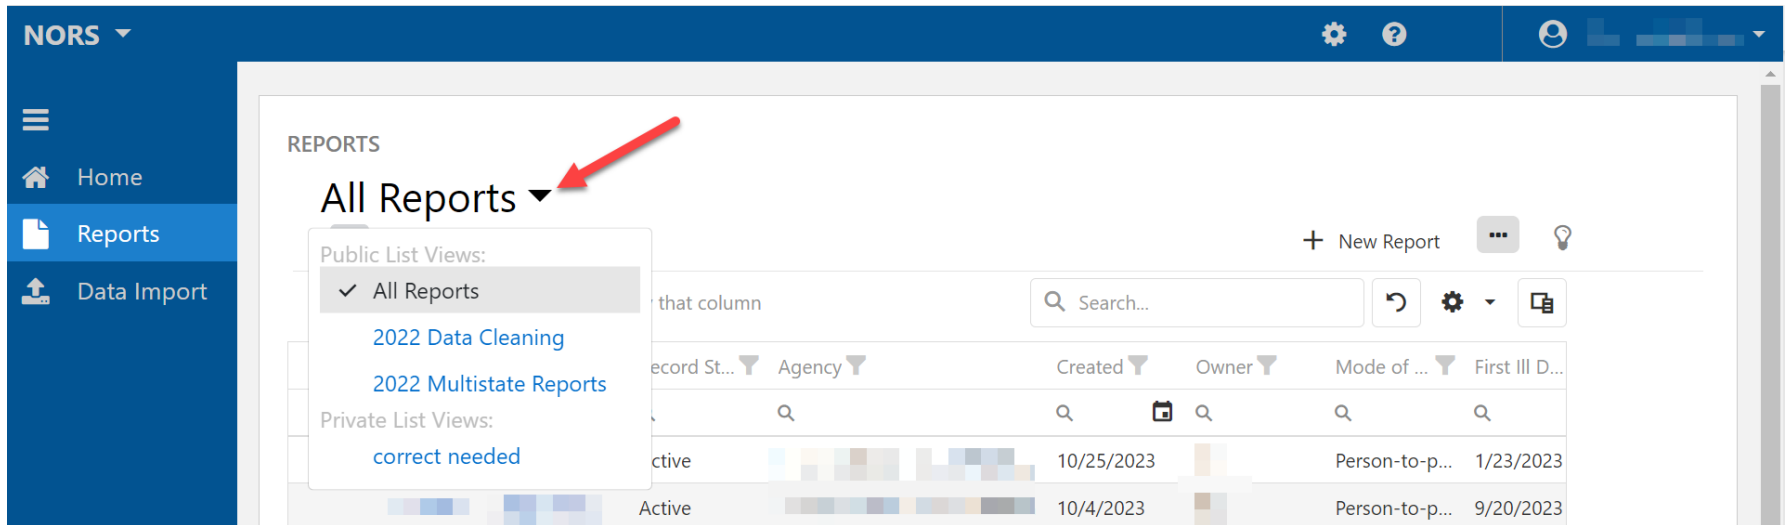 NORS
Home
Reports
Data Import
REPORTS
All Reports
Public List Views:
All Reports
2022 Data Cleaning
2022 Multistate Reports
Private List Views:
correct needed
New Report
that column
Search...
ecord St... Agency Created Owner Mode of ... First Ill D...
ctive 10/25/2023 Person-to-p... 1/23/2023
Active 10/4/2023 Person-to-p... 9/20/2023